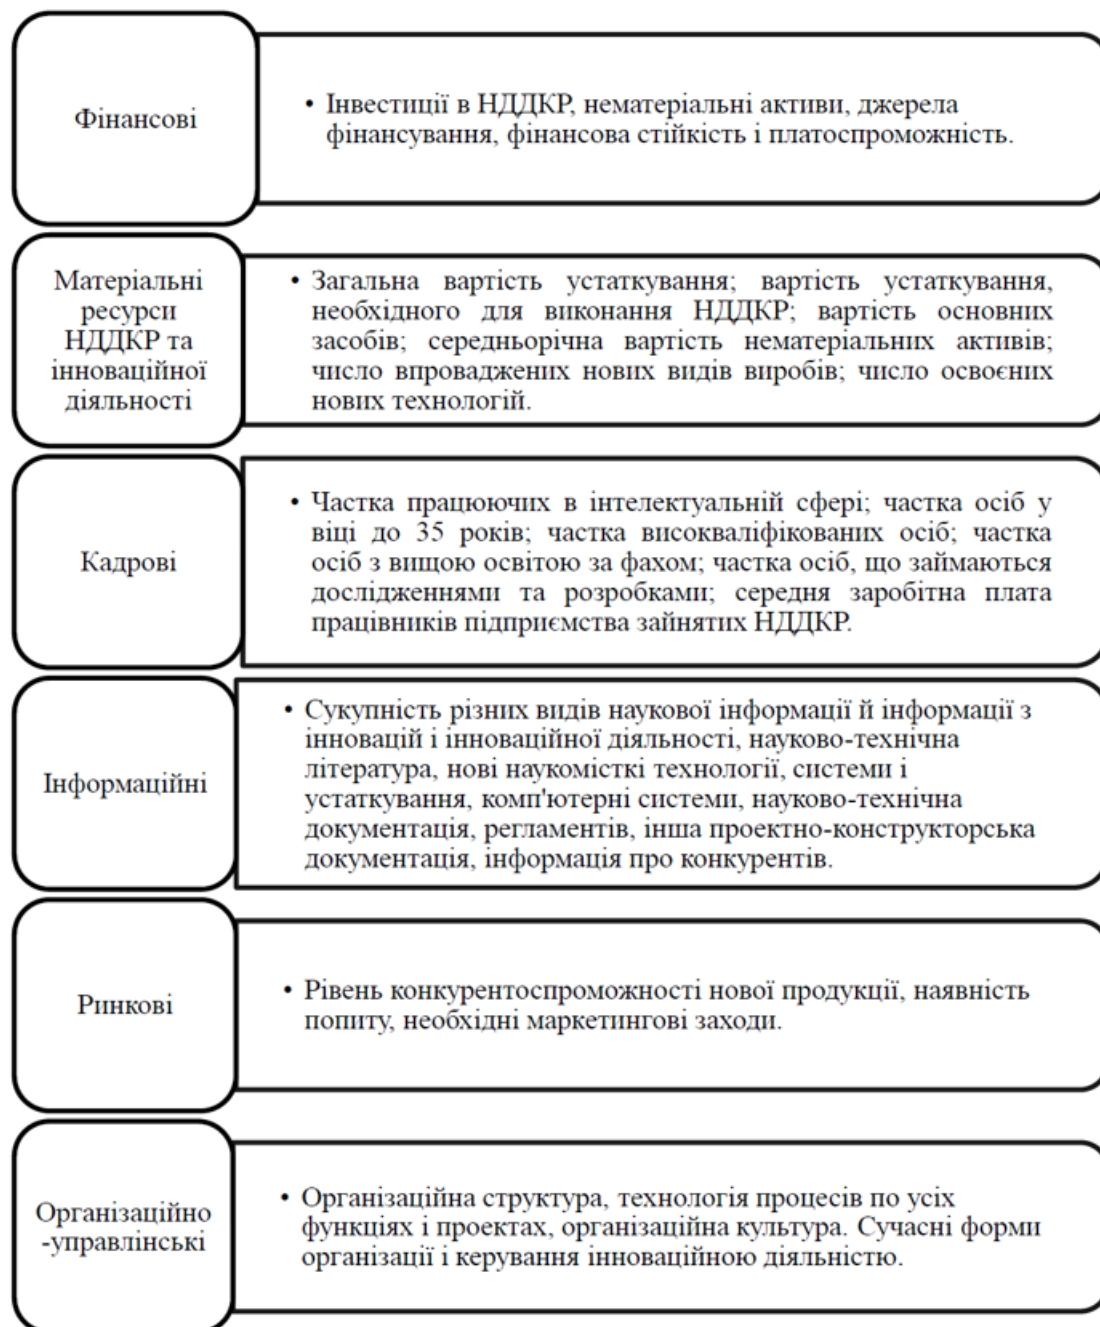 Фінансові
• Інвестиції в НДДКР, нематеріальні активи, джерела
фінансування, фінансова стійкість і платоспроможність.
Матеріальні
ресурси
НДДКР та
інноваційної
діяльності
• Загальна вартість устаткування; вартість устаткування,
необхідного для виконання НДДКР; вартість основних
засобів; середньорічна вартість нематеріальних активів;
число впроваджених нових видів виробів; число освоєних
нових технологій.
Кадрові
• Частка працюючих в інтелектуальній сфері; частка осіб у
віці до 35 років; частка висококваліфікованих осіб; частка
осіб з вищою освітою за фахом; частка осіб, що займаються
дослідженнями та розробками; середня заробітна плата
працівників підприємства зайнятих НДДКР.
Інформаційні
• Сукупність різних видів наукової інформації й інформації з
інновацій і інноваційної діяльності, науково-технічна
література, нові наукомісткі технології, системи і
устаткування, комп'ютерні системи, науково-технічна
документація, регламентів, інша проектно-конструкторська
документація, інформація про конкурентів.
Ринкові
• Рівень конкурентоспроможності нової продукції, наявність
попиту, необхідні маркетингові заходи.
Організаційно
-управлінські
• Організаційна структура, технологія процесів по усіх
функціях і проектах, організаційна культура. Сучасні форми
організації і керування інноваційною діяльністю.